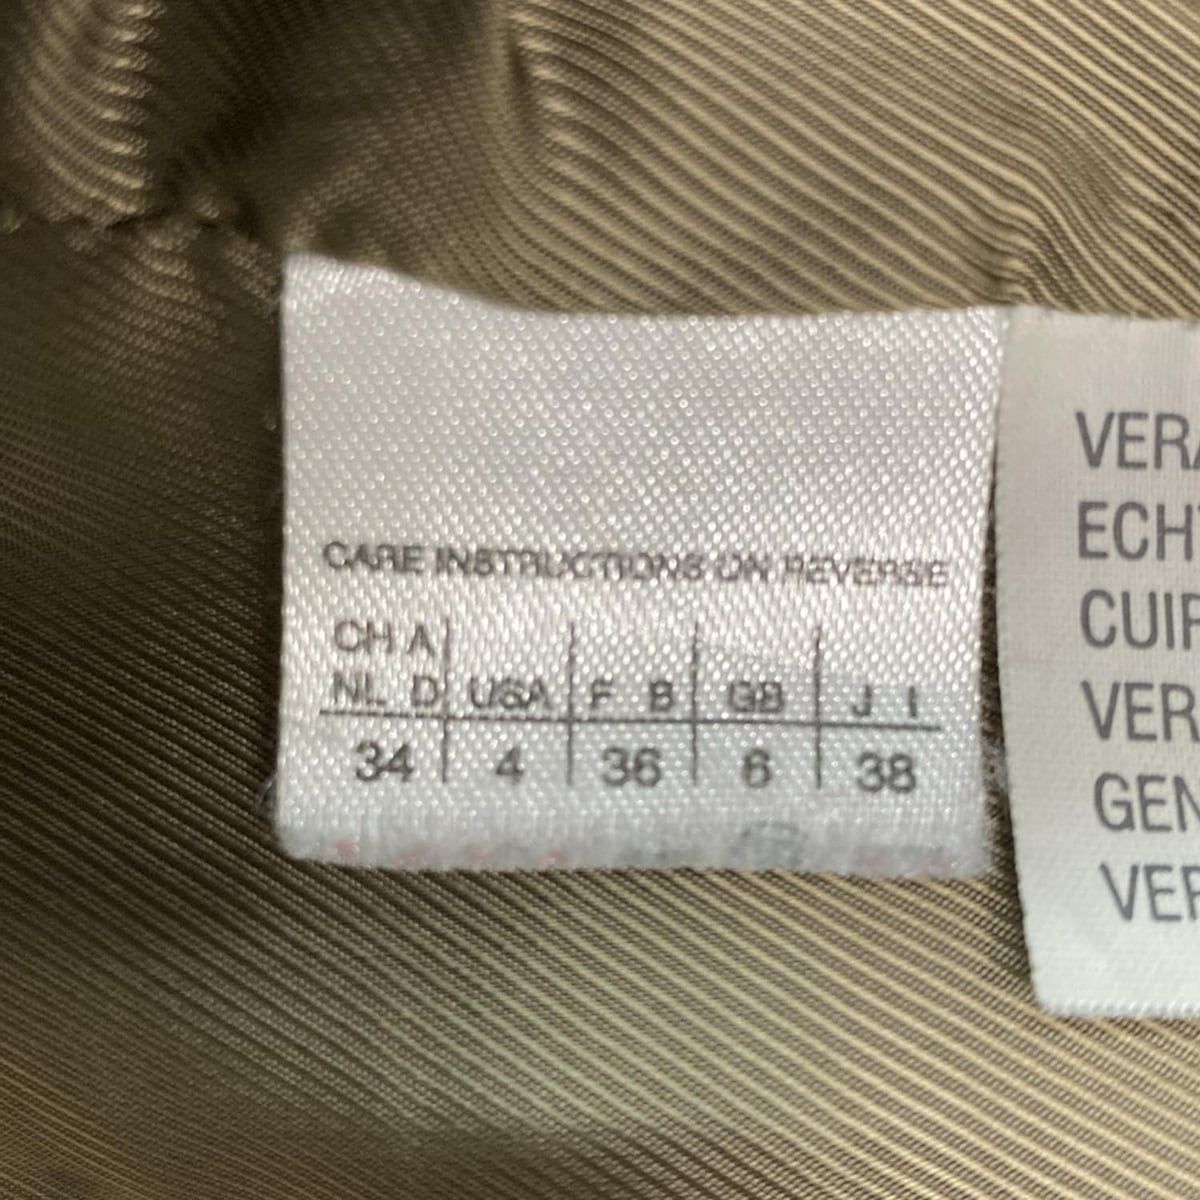 CARE INSTRUCTIONS ON REVERSE
CH A
NL D USA F B GB J I
34 4 36 6 38
VERA
ECHT
CUIR
VER
GEN
VER